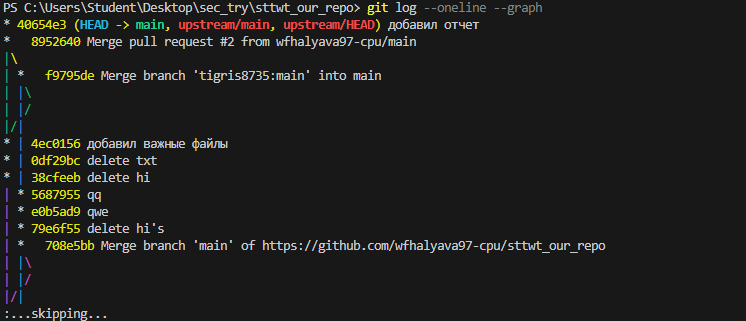 PS C:\Users\Student\Desktop\sec_try\sttwt_our_repo> git log --oneline --graph
* 40654e3 (HEAD -> main, upstream/main, upstream/HEAD) добавил отчет
*   8952640 Merge pull request #2 from wfhalyava97-cpu/main
|\
| *   f9795de Merge branch 'tigris8735:main' into main
| |\
| |/
|/|
* | 4ec0156 добавил важные файлы
* | 0df29bc delete txt
* | 38cfeeb delete hi
| * 5687955 qq
| * e0b5ad9 qwe
| * 79e6f55 delete hi's
| *   708e5bb Merge branch 'main' of https://github.com/wfhalyava97-cpu/sttwt_our_repo
| |\
| |/
|/|
:...skipping...